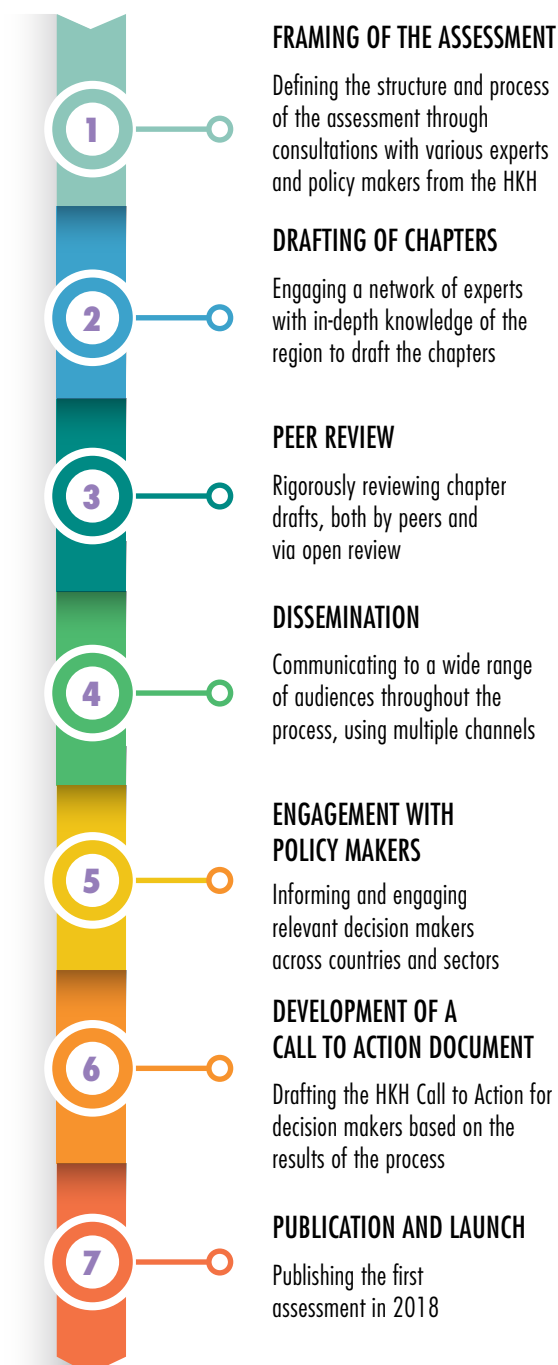 1
FRAMING OF THE ASSESSMENT
Defining the structure and process
of the assessment through
consultations with various experts
and policy makers from the HKH
2
DRAFTING OF CHAPTERS
Engaging a network of experts
with in-depth knowledge of the
region to draft the chapters
3
PEER REVIEW
Rigorously reviewing chapter
drafts, both by peers and
via open review
4
DISSEMINATION
Communicating to a wide range
of audiences throughout the
process, using multiple channels
5
ENGAGEMENT WITH
POLICY MAKERS
Informing and engaging
relevant decision makers
across countries and sectors
6
DEVELOPMENT OF A
CALL TO ACTION DOCUMENT
Drafting the HKH Call to Action for
decision makers based on the
results of the process
7
PUBLICATION AND LAUNCH
Publishing the first
assessment in 2018